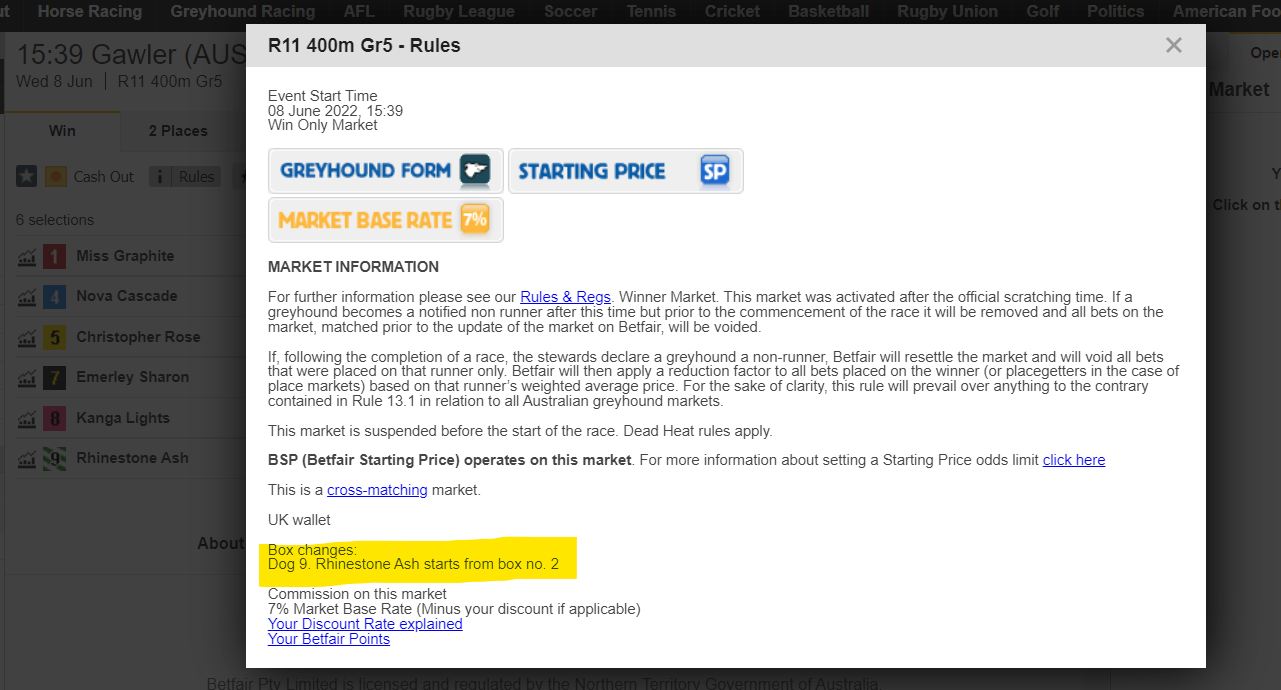 ut Horse Racing Greyhound Racing AFL Rugby League Soccer Tennis Cricket Basketball Rugby Union Golf Politics American Foo
15:39 Gawler (AUS
Wed 8 Jun R11 400m Gr5
Win 2 Places
Cash Out i Rules
6 selections
1 Miss Graphite
4 Nova Cascade
5 Christopher Rose
7 Emerley Sharon
8 Kanga Lights
9 Rhinestone Ash
About
R11 400m Gr5 - Rules
Event Start Time
08 June 2022, 15:39
Win Only Market
GREYHOUND FORM STARTING PRICE SP
MARKET BASE RATE 7%
MARKET INFORMATION
For further information please see our Rules & Regs. Winner Market. This market was activated after the official scratching time. If a
greyhound becomes a notified non runner after this time but prior to the commencement of the race it will be removed and all bets on the
market, matched prior to the update of the market on Betfair, will be voided.
If, following the completion of a race, the stewards declare a greyhound a non-runner, Betfair will resettle the market and will void all bets
that were placed on that runner only. Betfair will then apply a reduction factor to all bets placed on the winner (or placegetters in the case of
place markets) based on that runner's weighted average price. For the sake of clarity, this rule will prevail over anything to the contrary
contained in Rule 13.1 in relation to all Australian greyhound markets.
This market is suspended before the start of the race. Dead Heat rules apply.
BSP (Betfair Starting Price) operates on this market. For more information about setting a Starting Price odds limit click here
This is a cross-matching market.
UK wallet
Box changes:
Dog 9. Rhinestone Ash starts from box no. 2
Commission on this market
7% Market Base Rate (Minus your discount if applicable)
Your Discount Rate explained
Your Betfair Points
Ope
Market
Y
Click on t
Betfair Pty Limited is licensed and regulated by the Northern Territory Government of Australia